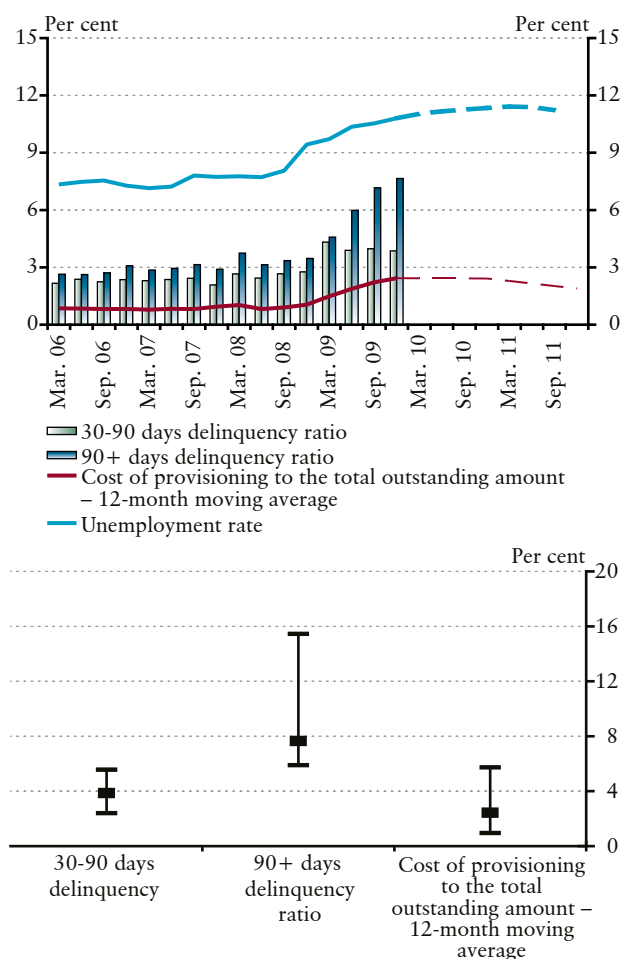 Per cent
Per cent
15
15
12
12
9
9
6
6
3
3
0
0
Mar. 06
Sep. 06
Mar. 07
Sep. 07
Mar. 08
Sep. 08
Mar. 09
Sep. 09
Mar. 10
Sep. 10
Mar. 11
Sep. 11
30-90 days delinquency ratio
90+ days delinquency ratio
Cost of provisioning to the total outstanding amount
– 12-month moving average
Unemployment rate
Per cent
20
16
12
8
4
0
30-90 days
delinquency
90+ days
delinquency
ratio
Cost of provisioning
to the total
outstanding amount –
12-month moving
average